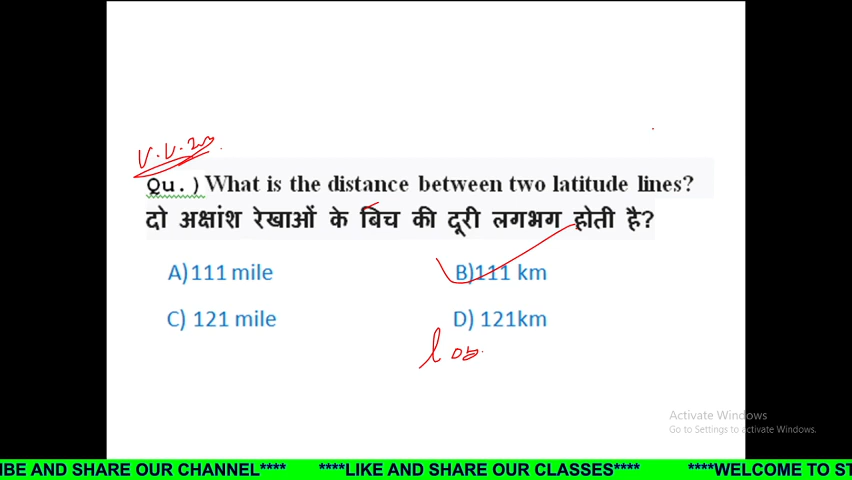 V.V.
Qu.) What is the distance between two latitude lines?
दो अक्षांश रेखाओं के बिच की दूरी लगभग होती है?
A)111 mile
B)111 km
C) 121 mile
D) 121km
Activate Windows
Go to Settings to activate Windows.
IBE AND SHARE OUR CHANNEL**** ****LIKE AND SHARE OUR CLASSES**** ****WELCOME TO ST